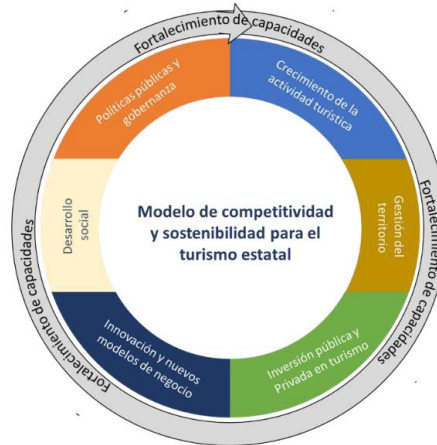 Fortalecimiento de capacidades
Políticas públicas y
gobernanza
Crecimiento de la
actividad turística
Desarrollo
social
Modelo de competitividad
y sostenibilidad para el
turismo estatal
Gestión del
territorio
Fortalecimiento de capacidades
Fortalecimiento de capacidades
Innovación y nuevos
modelos de negocio
Inversión pública y
Privada en turismo